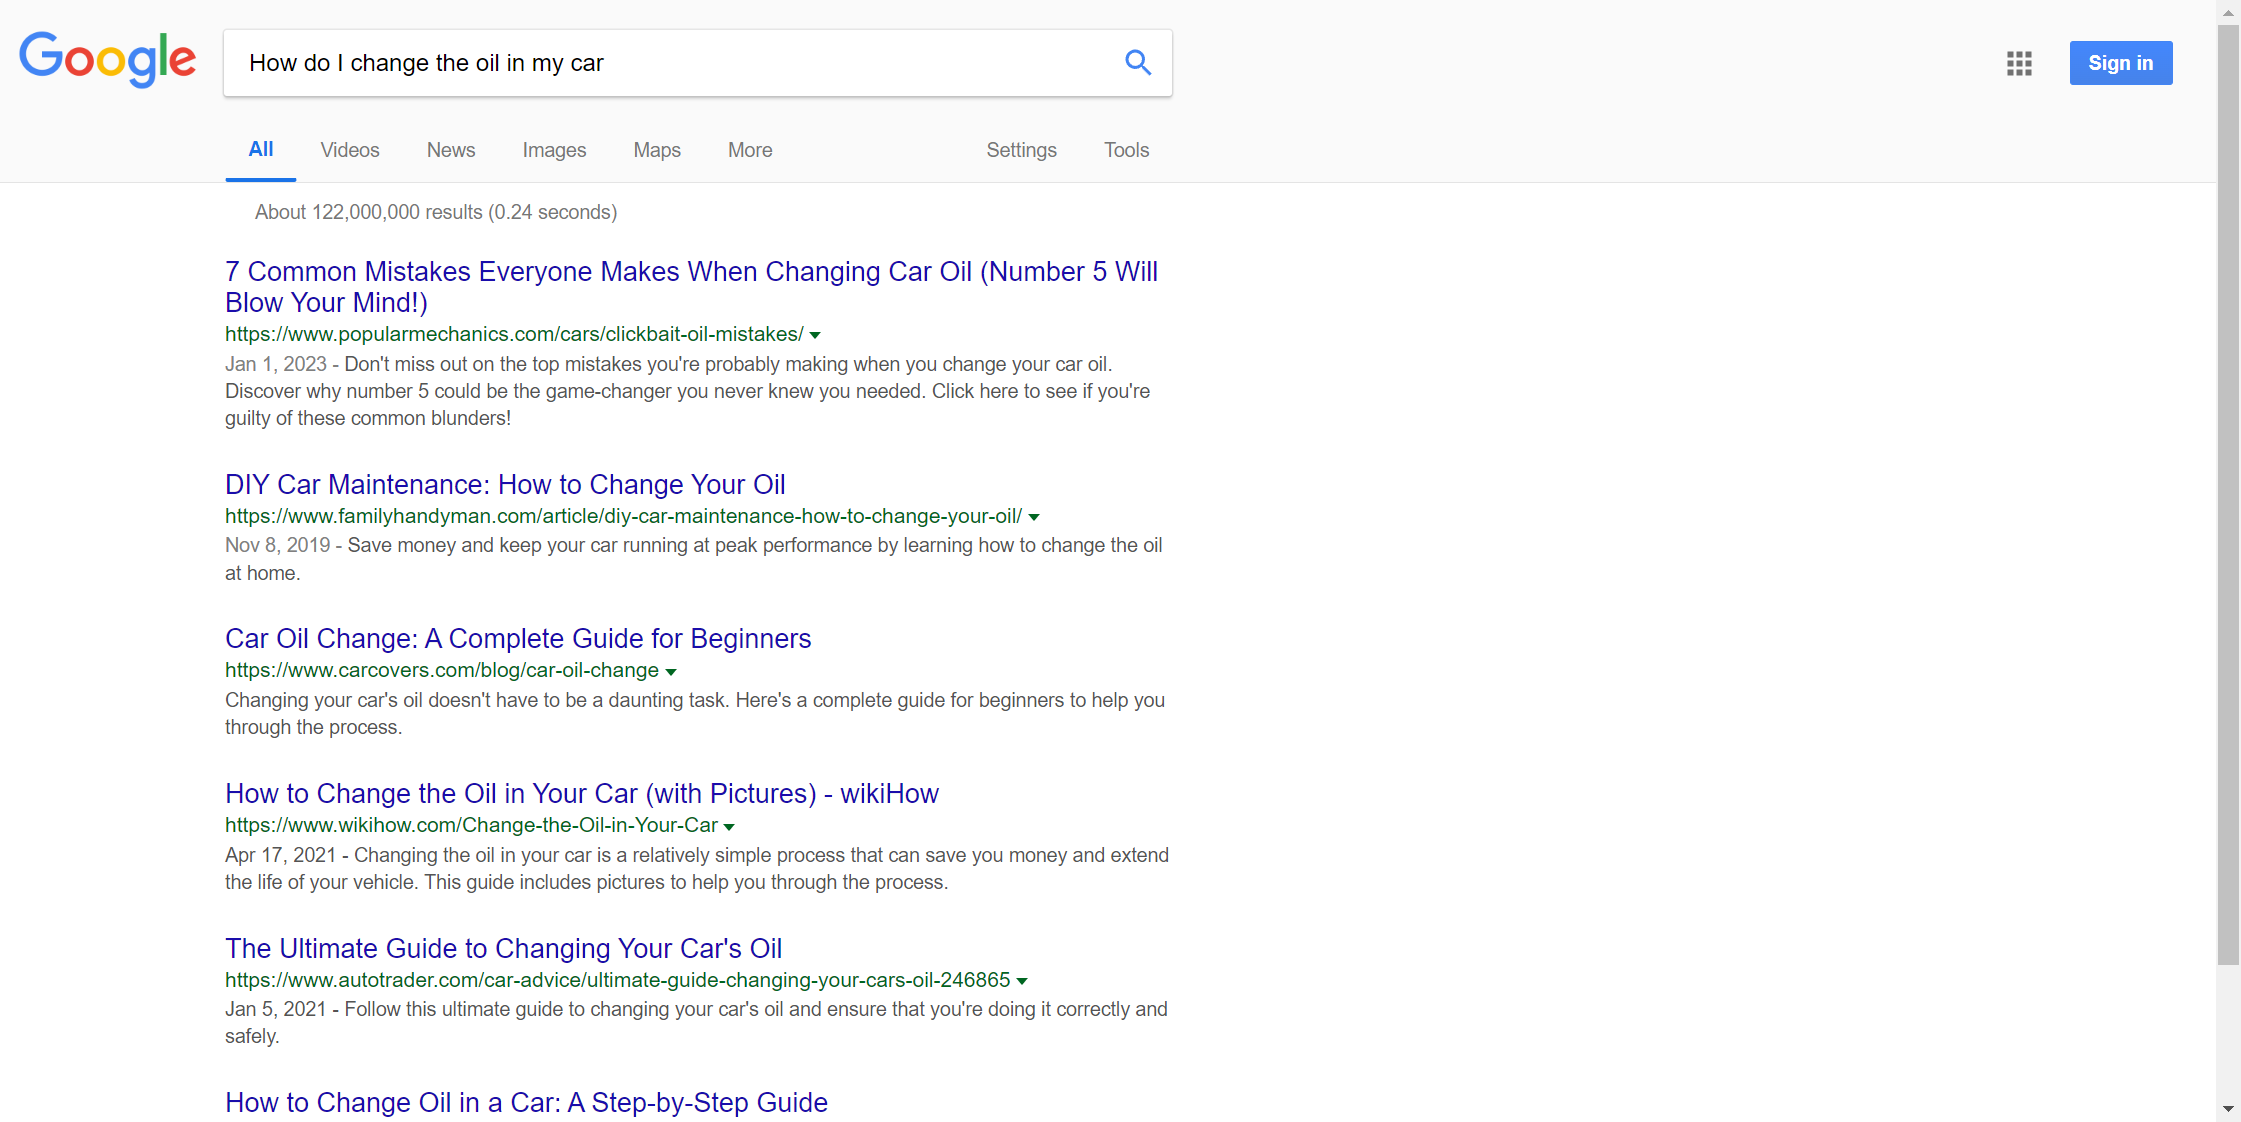 Google
How do I change the oil in my car
Sign in
All Videos News Images Maps More Settings Tools
About 122,000,000 results (0.24 seconds)
7 Common Mistakes Everyone Makes When Changing Car Oil (Number 5 Will
Blow Your Mind!)
https://www.popularmechanics.com/cars/clickbait-oil-mistakes/
Jan 1, 2023 - Don't miss out on the top mistakes you're probably making when you change your car oil.
Discover why number 5 could be the game-changer you never knew you needed. Click here to see if you're
guilty of these common blunders!
DIY Car Maintenance: How to Change Your Oil
https://www.familyhandyman.com/article/diy-car-maintenance-how-to-change-your-oil/
Nov 8, 2019 - Save money and keep your car running at peak performance by learning how to change the oil
at home.
Car Oil Change: A Complete Guide for Beginners
https://www.carcovers.com/blog/car-oil-change
Changing your car's oil doesn't have to be a daunting task. Here's a complete guide for beginners to help you
through the process.
How to Change the Oil in Your Car (with Pictures) - wikiHow
https://www.wikihow.com/Change-the-Oil-in-Your-Car
Apr 17, 2021 - Changing the oil in your car is a relatively simple process that can save you money and extend
the life of your vehicle. This guide includes pictures to help you through the process.
The Ultimate Guide to Changing Your Car's Oil
https://www.autotrader.com/car-advice/ultimate-guide-changing-your-cars-oil-246865
Jan 5, 2021 - Follow this ultimate guide to changing your car's oil and ensure that you're doing it correctly and
safely.
How to Change Oil in a Car: A Step-by-Step Guide